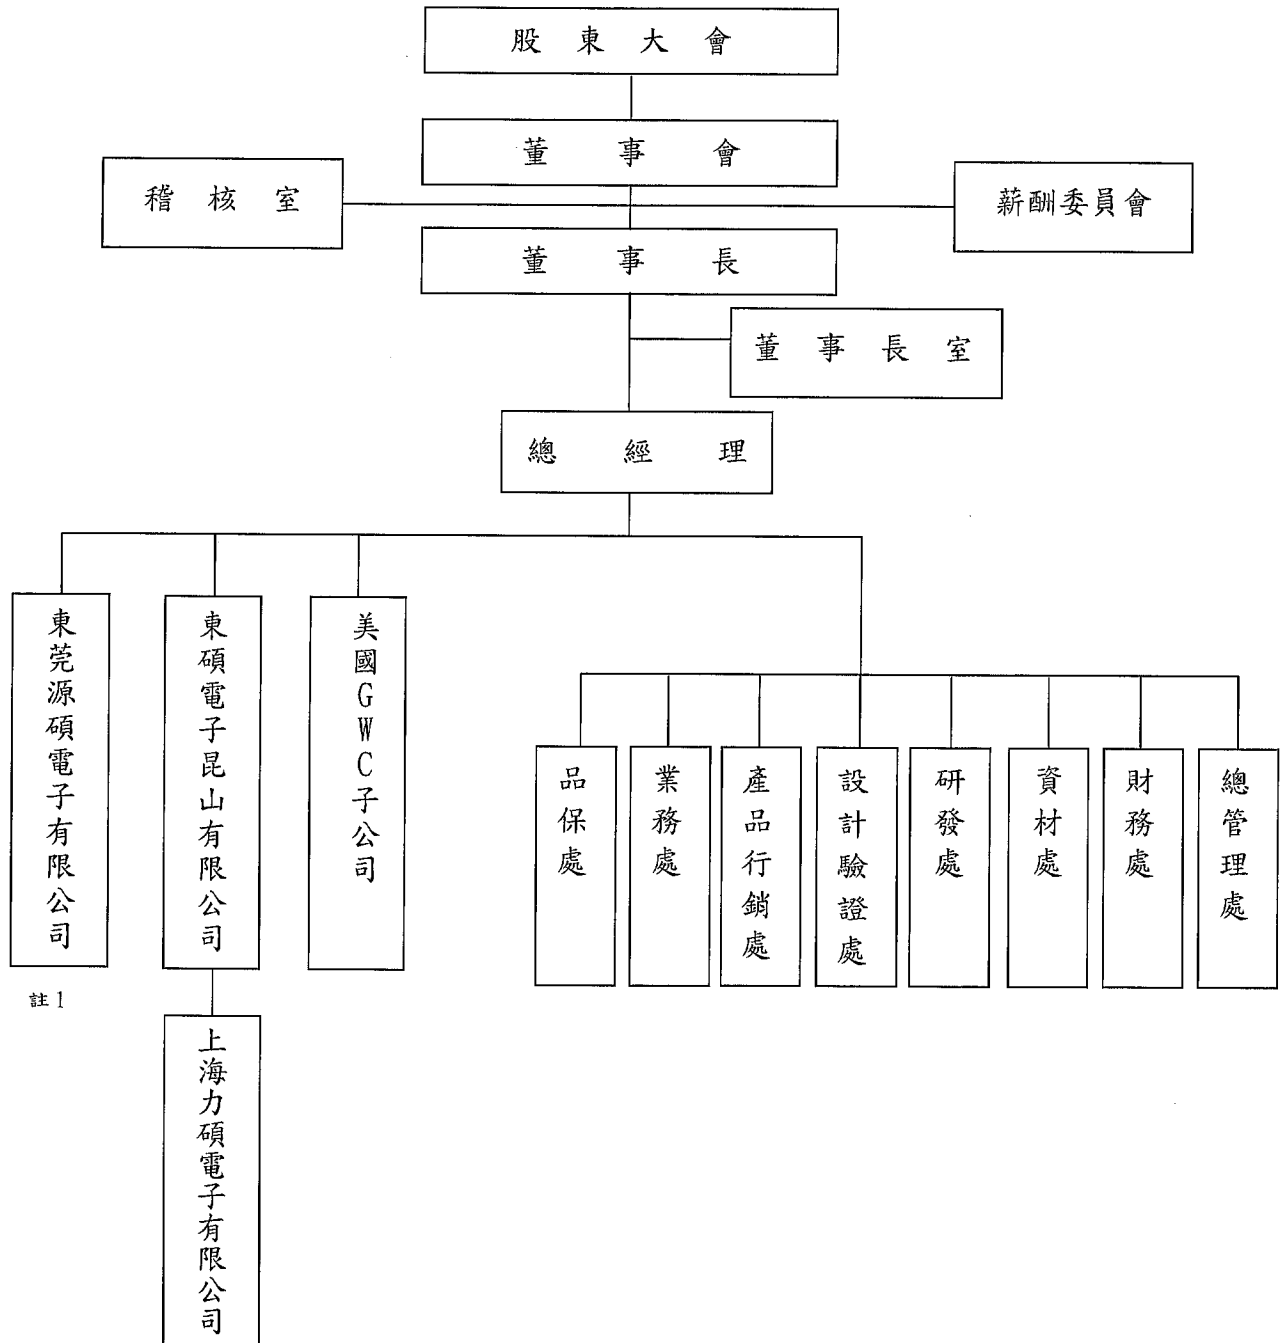 股東大會
董事會
稽核室
薪酬委員會
董事長
董事長室
總經理
東莞源碩電子有限公司
東碩電子昆山有限公司
美國GWC子公司
品保處
業務處
產品行銷處
設計驗證處
研發處
資材處
財務處
總管理處
註1
上海力碩電子有限公司